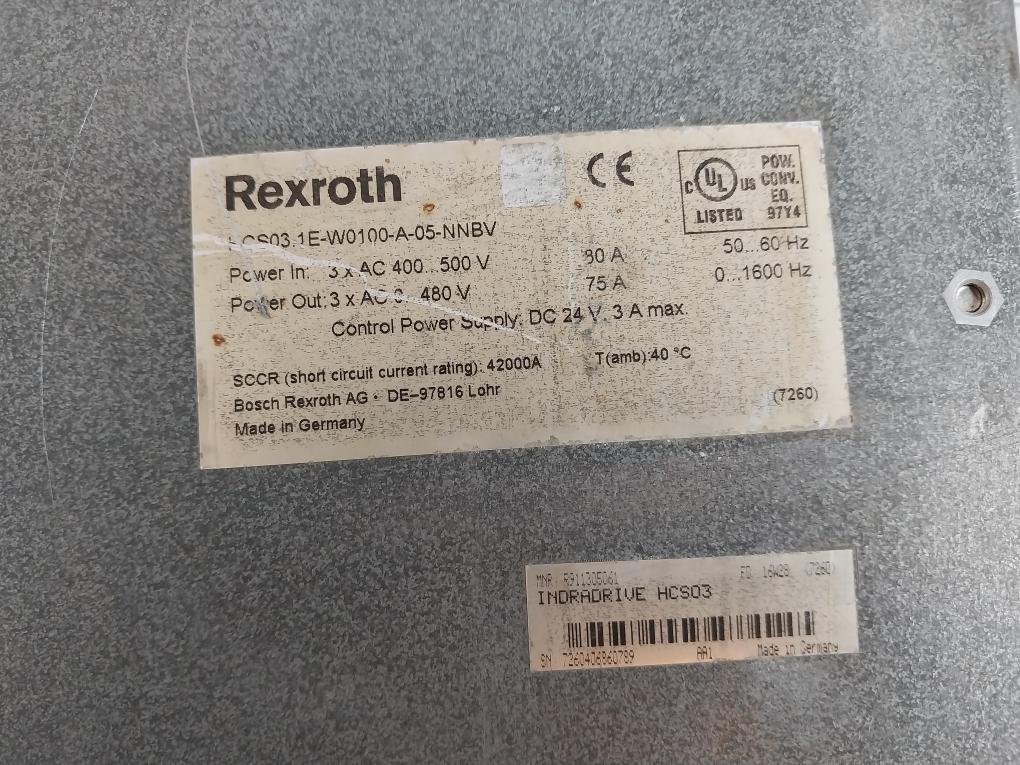 Rexroth
CE
C UL US LISTED
POW.
CONV.
EQ.
97Y4
HCS03.1E-W0100-A-05-NNBV
Power In: 3 x AC 400...500 V 80 A 50...60 Hz
Power Out: 3 x AC 0...480 V 75 A 0...1600 Hz
Control Power Supply: DC 24 V, 3 A max.
SCCR (short circuit current rating): 42000A T(amb):40 °C
Bosch Rexroth AG • DE–97816 Lohr
Made in Germany (7260)
MNR R911305061 FD 16W28 (7260)
INDRADRIVE HCS03
SN 7260406860789 AA1 Made in Germany